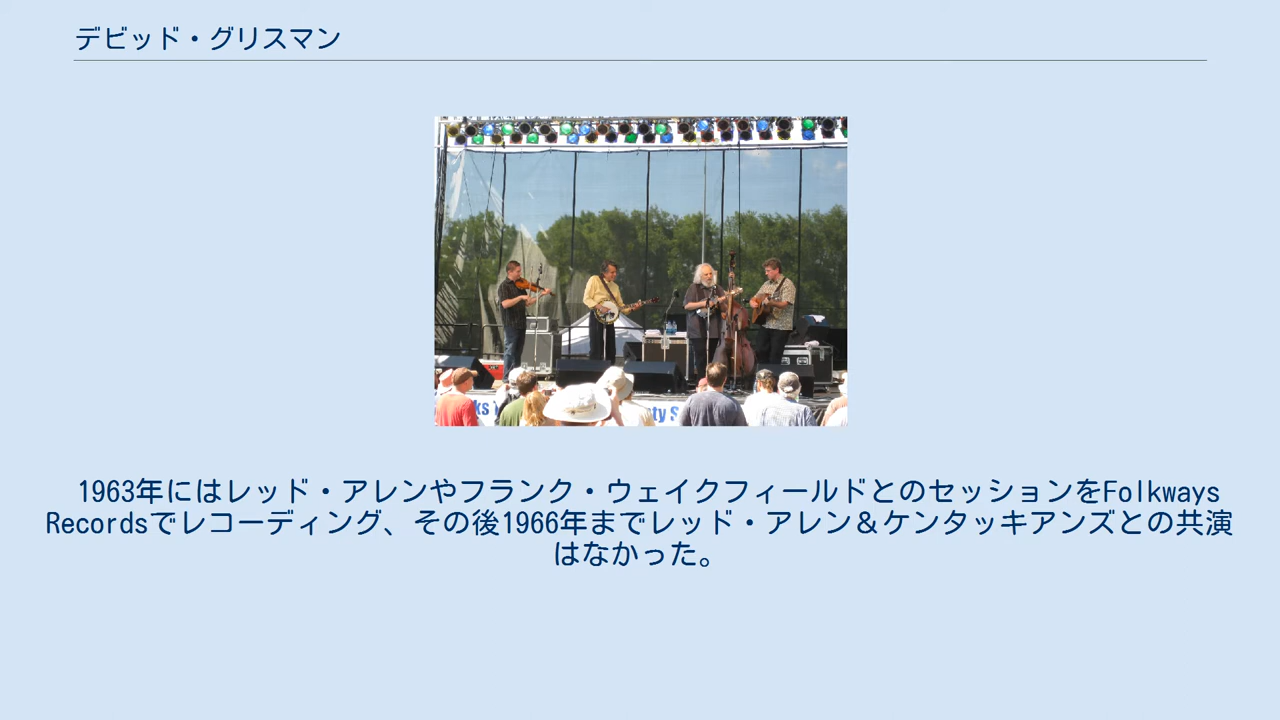 デビッド・グリスマン
1963年にはレッド・アレンやフランク・ウェイクフィールドとのセッションをFolkways
Recordsでレコーディング、その後1966年までレッド・アレン＆ケンタッキアンズとの共演
はなかった。